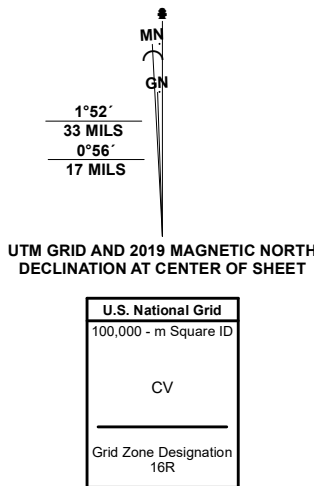 MN
GN
1°52´
33 MILS
0°56´
17 MILS
UTM GRID AND 2019 MAGNETIC NORTH
DECLINATION AT CENTER OF SHEET
U.S. National Grid
100,000 - m Square ID
CV
Grid Zone Designation
16R